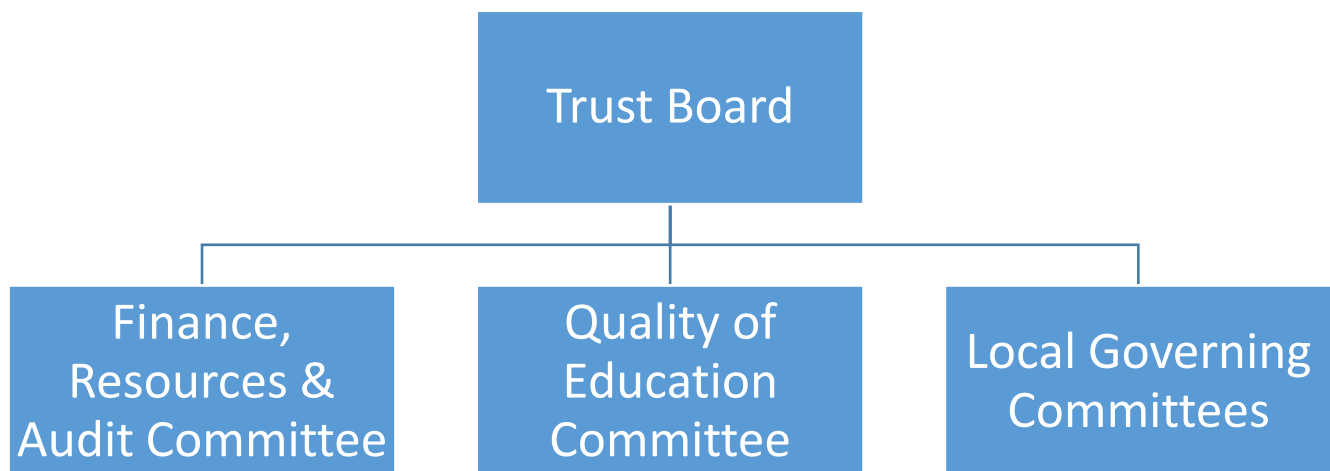 Trust Board
Finance,
Resources &
Audit Committee
Quality of
Education
Committee
Local Governing
Committees